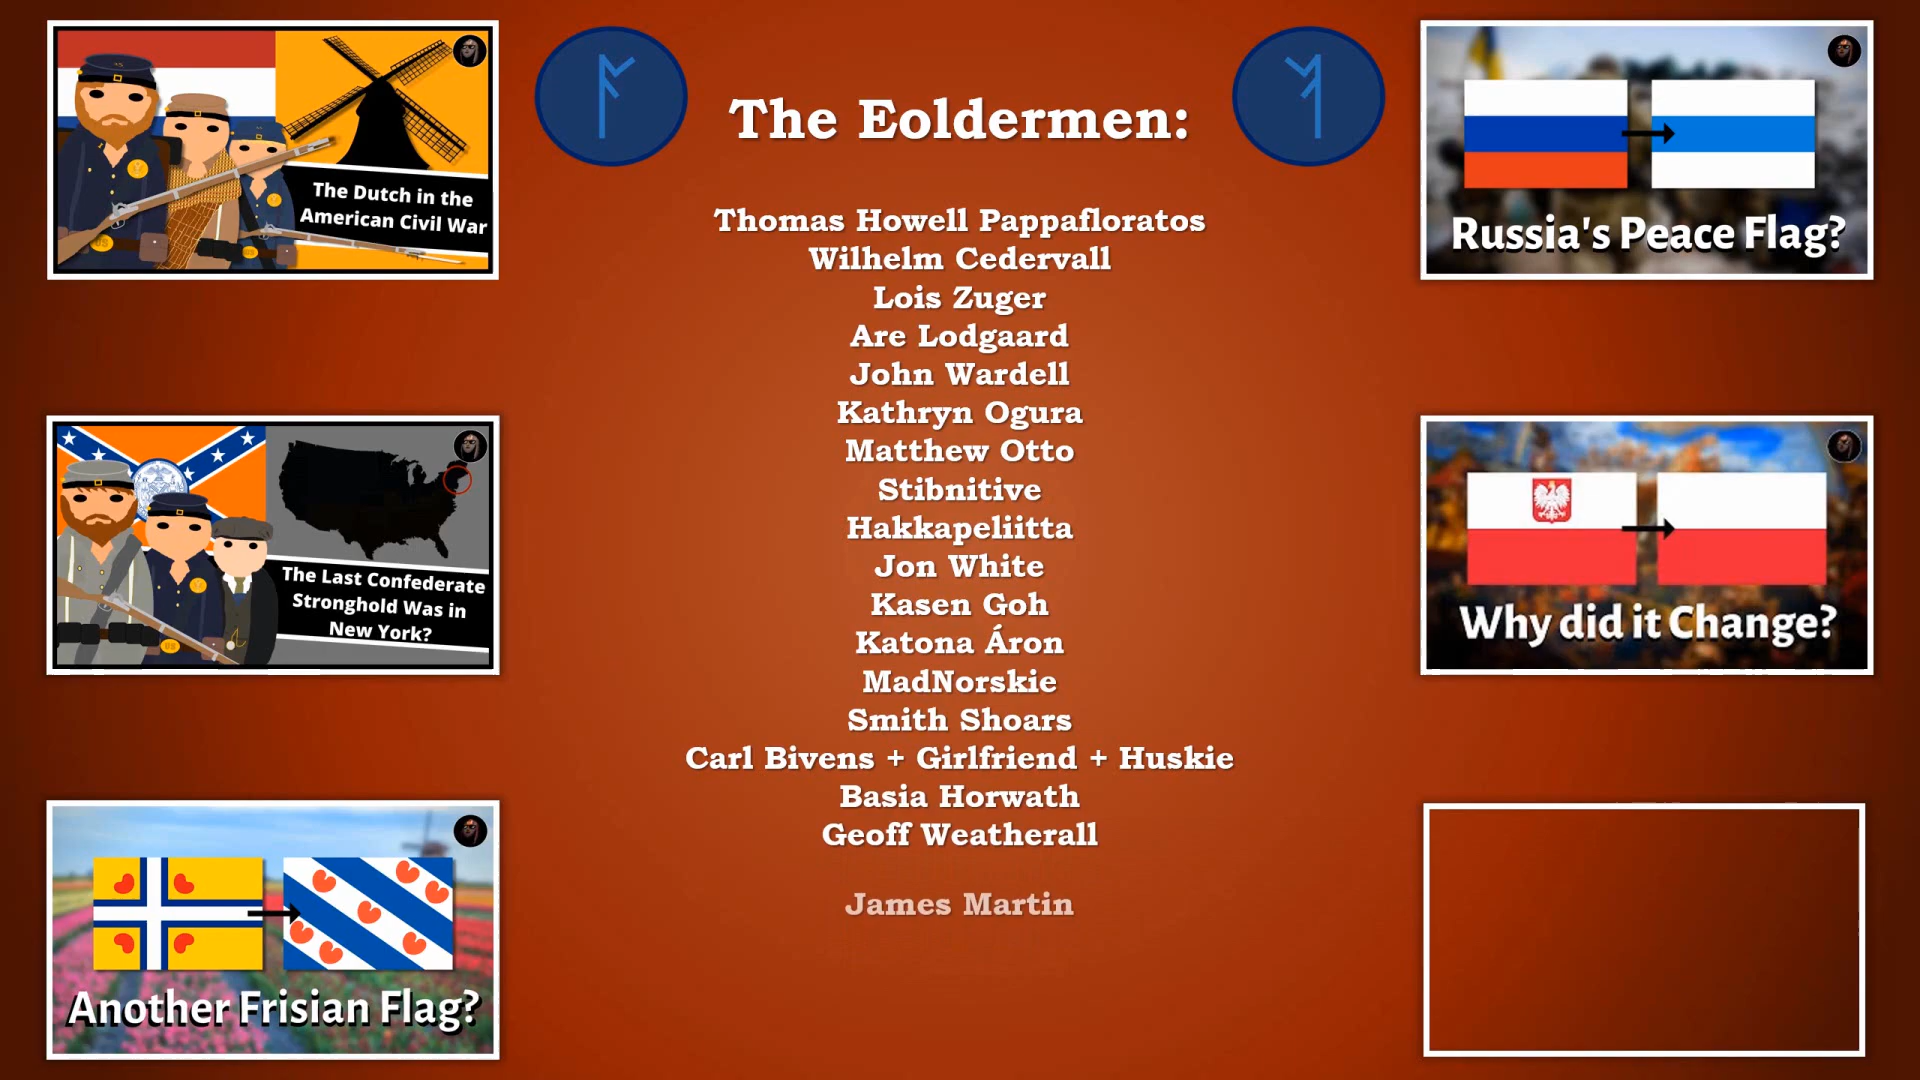 The Dutch in the
American Civil War
The Last Confederate
Stronghold Was in
New York?
Another Frisian Flag?
The Eoldermen:
Thomas Howell Pappafloratos
Wilhelm Cedervall
Lois Zuger
Are Lodgaard
John Wardell
Kathryn Ogura
Matthew Otto
Stibnitive
Hakkapeliitta
Jon White
Kasen Goh
Katona Áron
MadNorskie
Smith Shoars
Carl Bivens + Girlfriend + Huskie
Basia Horwath
Geoff Weatherall
James Martin
Russia's Peace Flag?
Why did it Change?